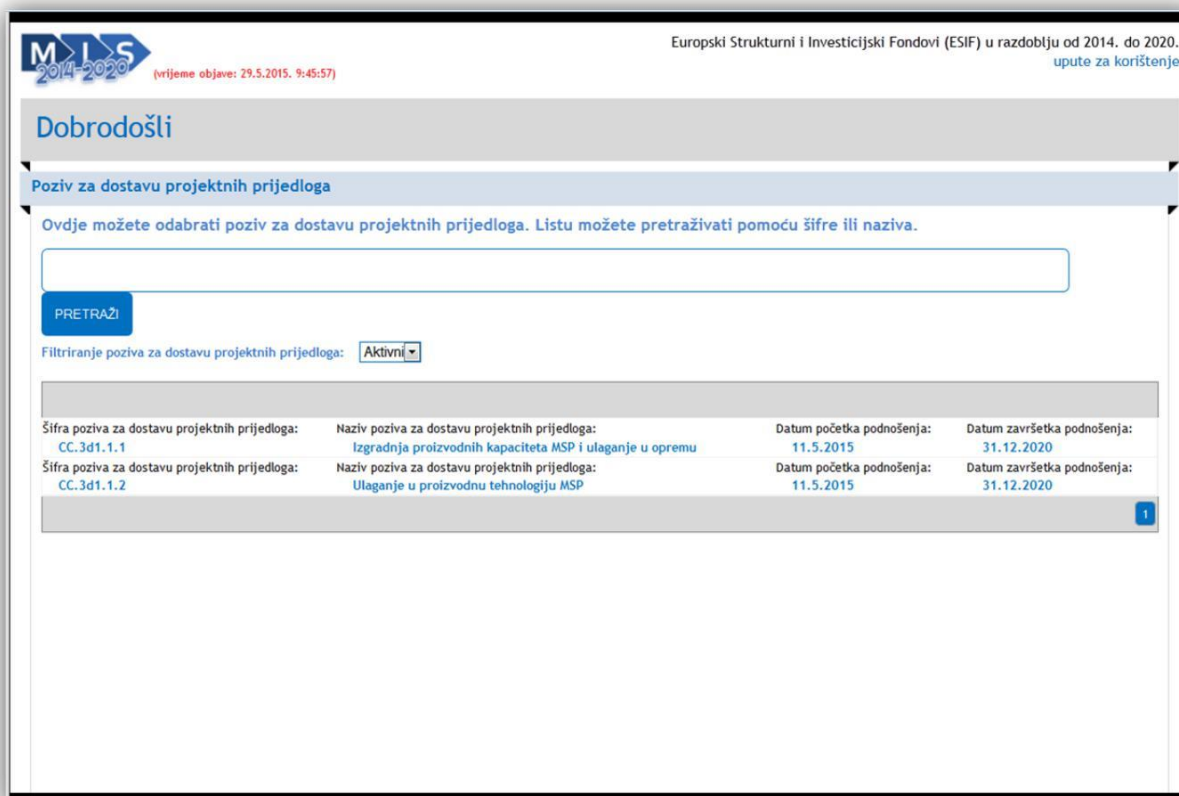 M>I>S
2014-2020
(vrijeme objave: 29.5.2015. 9:45:57)
Europski Strukturni i Investicijski Fondovi (ESIF) u razdoblju od 2014. do 2020.
upute za korištenje
Dobrodošli
Poziv za dostavu projektnih prijedloga
Ovdje možete odabrati poziv za dostavu projektnih prijedloga. Listu možete pretraživati pomoću šifre ili naziva.
PRETRAŽI
Filtriranje poziva za dostavu projektnih prijedloga: Aktivni
Šifra poziva za dostavu projektnih prijedloga: Naziv poziva za dostavu projektnih prijedloga: Datum početka podnošenja: Datum završetka podnošenja:
CC.3d1.1.1 Izgradnja proizvodnih kapaciteta MSP i ulaganje u opremu 11.5.2015 31.12.2020
Šifra poziva za dostavu projektnih prijedloga: Naziv poziva za dostavu projektnih prijedloga: Datum početka podnošenja: Datum završetka podnošenja:
CC.3d1.1.2 Ulaganje u proizvodnu tehnologiju MSP 11.5.2015 31.12.2020
1